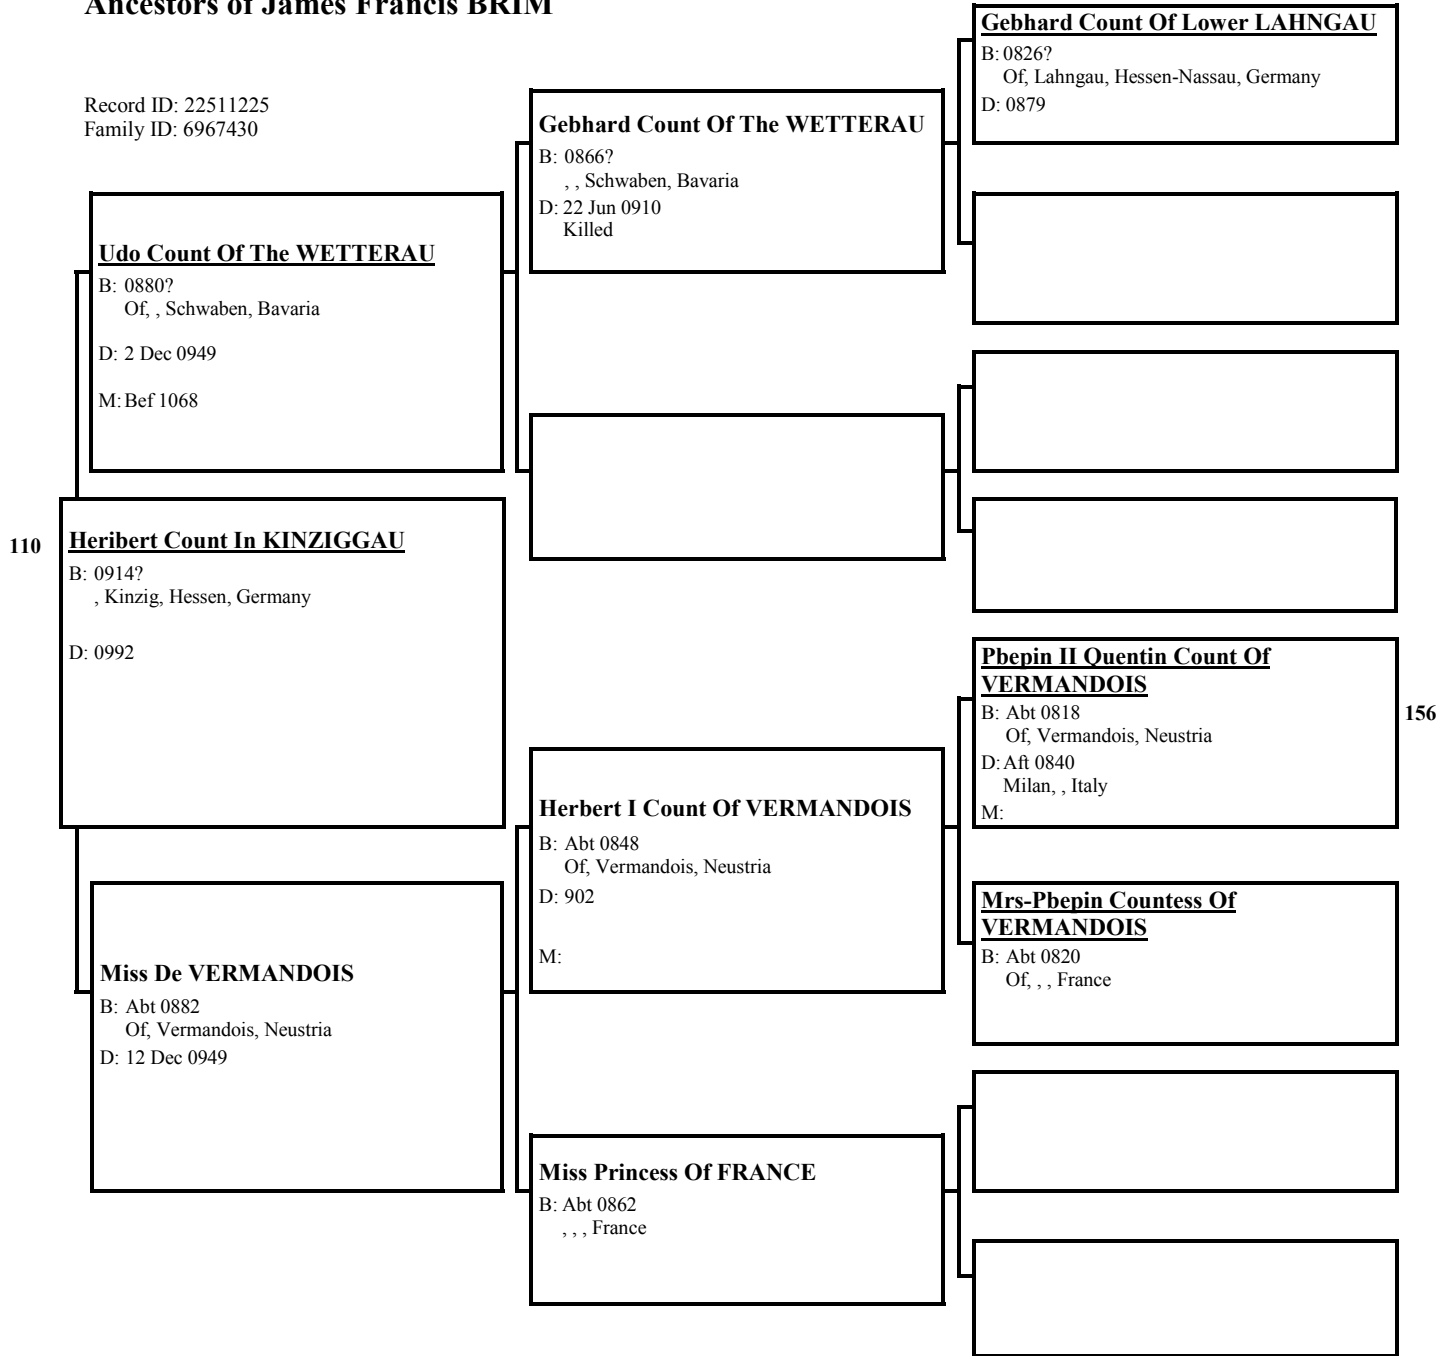 Ancestors of James Francis BRIM
Record ID: 22511225
Family ID: 6967430
Gebhard Count Of Lower LAHNGAU
B: 0826?
Of, Lahngau, Hessen-Nassau, Germany
D: 0879
Gebhard Count Of The WETTERAU
B: 0866?
, , Schwaben, Bavaria
D: 22 Jun 0910
Killed
Udo Count Of The WETTERAU
B: 0880?
Of, , Schwaben, Bavaria
D: 2 Dec 0949
M: Bef 1068
110
Heribert Count In KINZIGGAU
B: 0914?
, Kinzig, Hessen, Germany
D: 0992
Pbepin II Quentin Count Of
VERMANDOIS
B: Abt 0818
Of, Vermandois, Neustria
D: Aft 0840
Milan, , Italy
M:
156
Herbert I Count Of VERMANDOIS
B: Abt 0848
Of, Vermandois, Neustria
D: 902
M:
Mrs-Pbepin Countess Of
VERMANDOIS
B: Abt 0820
Of, , , France
Miss De VERMANDOIS
B: Abt 0882
Of, Vermandois, Neustria
D: 12 Dec 0949
Miss Princess Of FRANCE
B: Abt 0862
, , , France